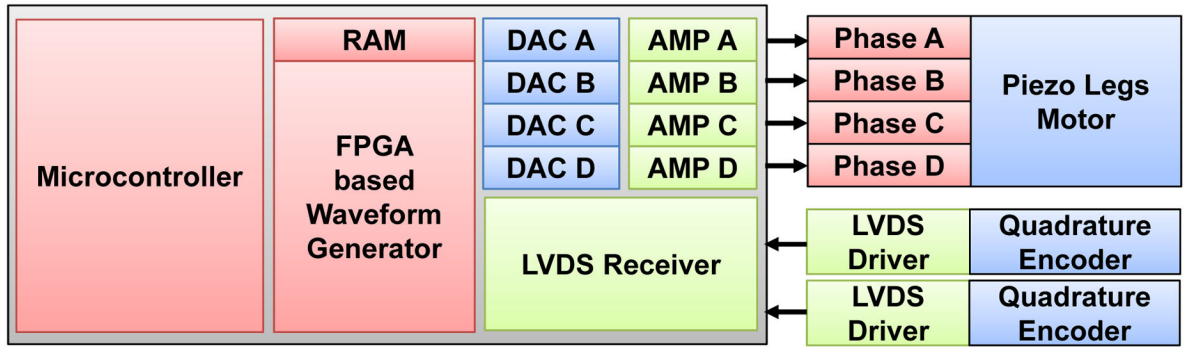 Microcontroller
RAM
FPGA
based
Waveform
Generator
DAC A
DAC B
DAC C
DAC D
AMP A
AMP B
AMP C
AMP D
LVDS Receiver
Phase A
Phase B
Phase C
Phase D
Piezo Legs
Motor
LVDS
Driver
Quadrature
Encoder
LVDS
Driver
Quadrature
Encoder